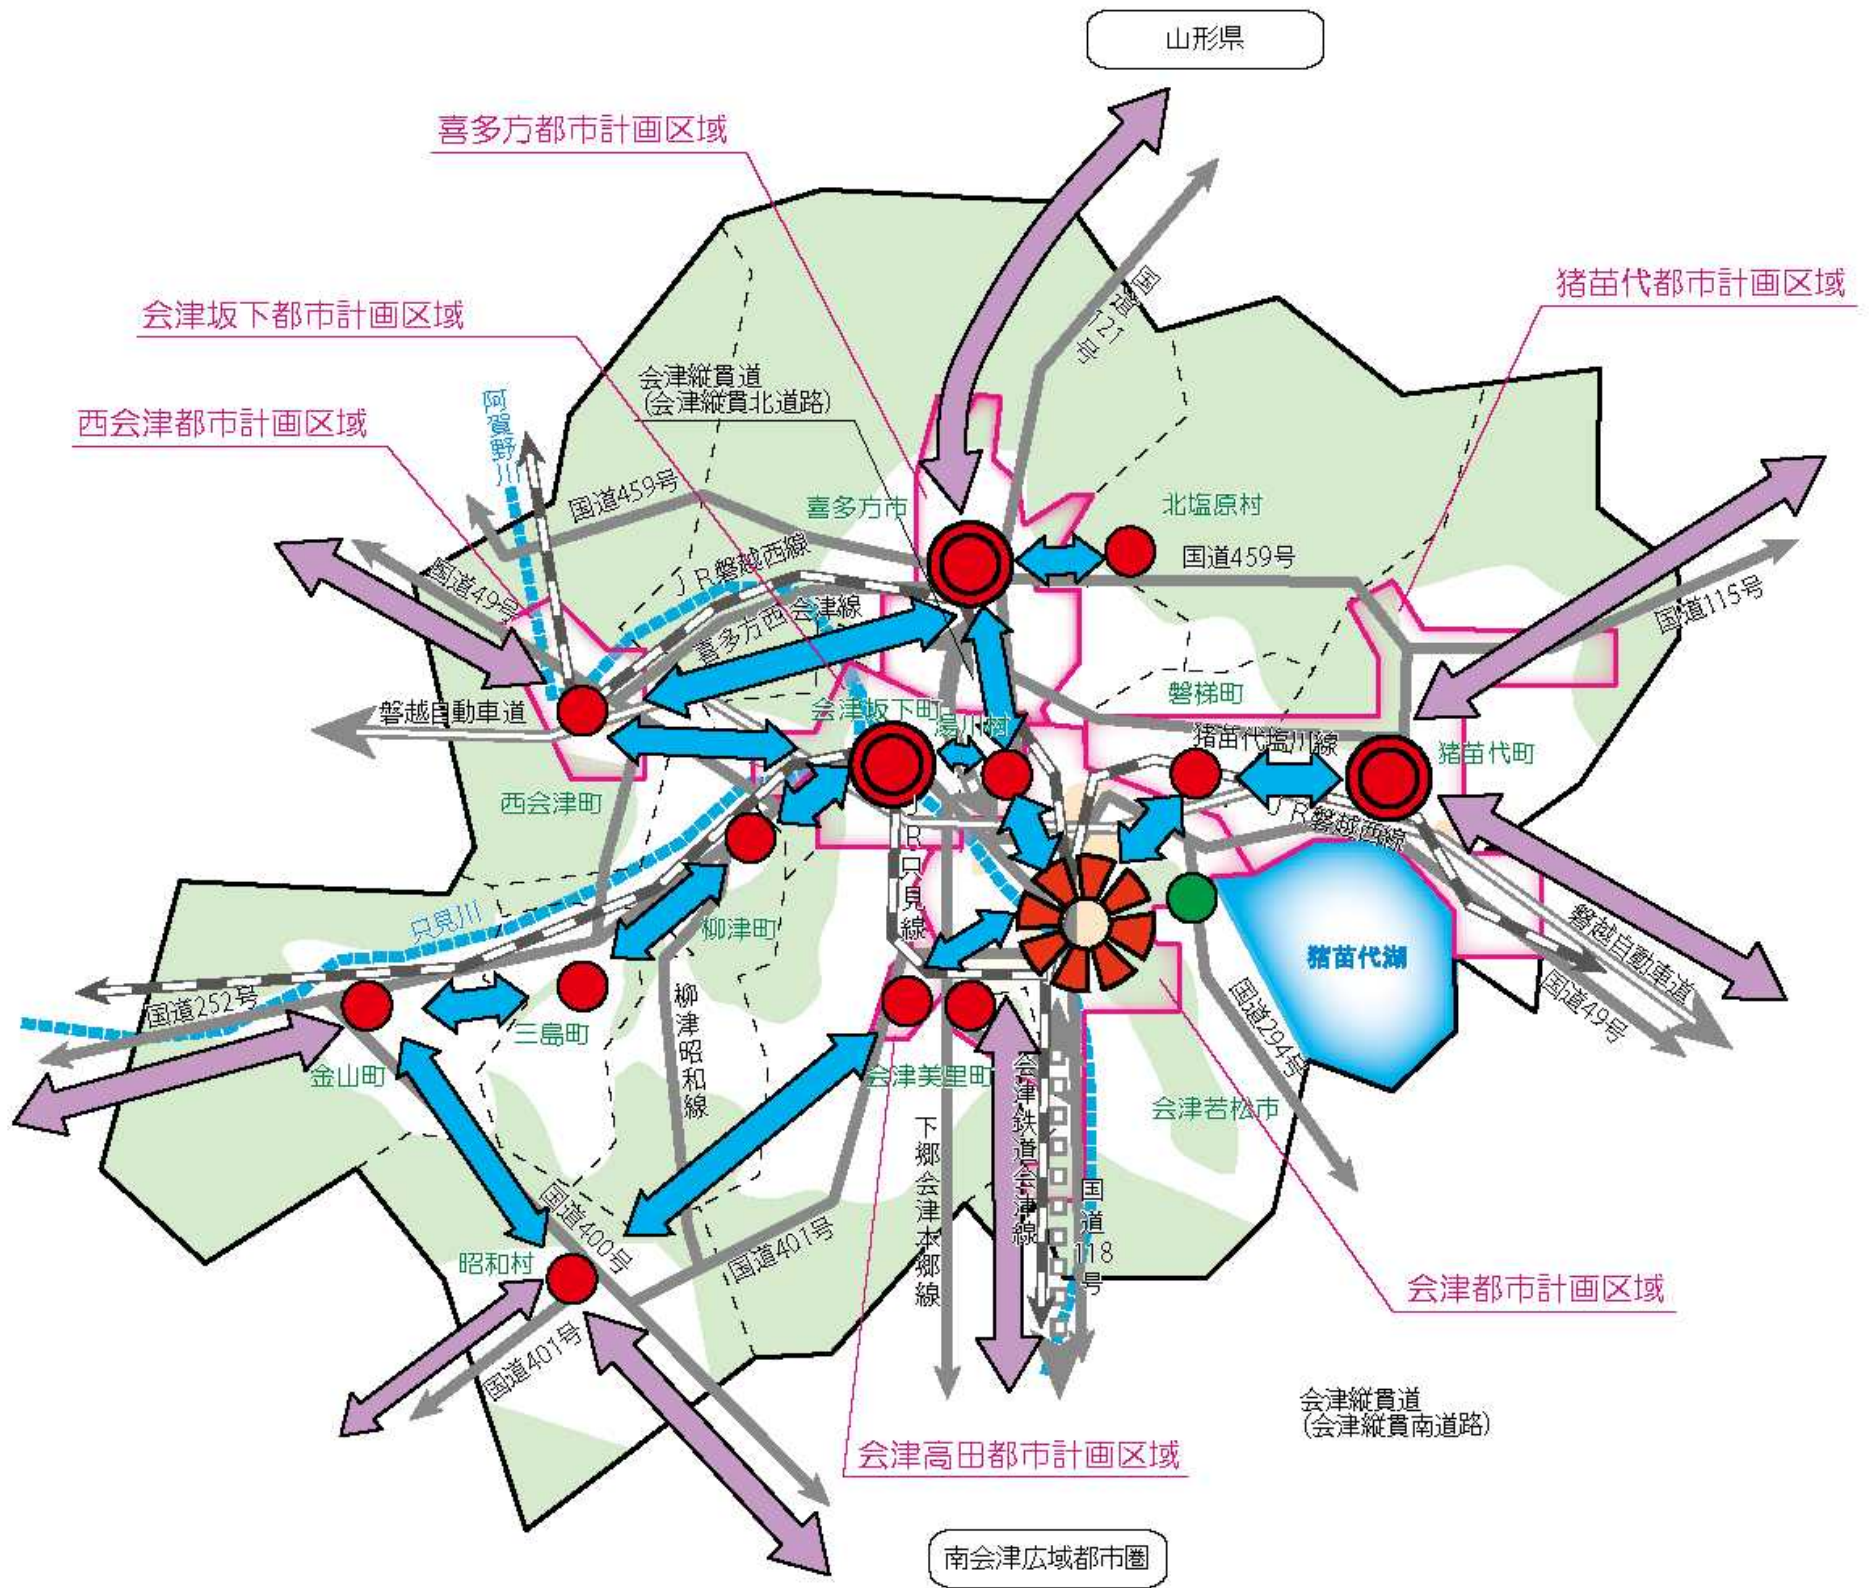 山形県
喜多方都市計画区域
猪苗代都市計画区域
会津坂下都市計画区域
国道121号
会津縦貫道
(会津縦貫北道路)
阿賀野川
西会津都市計画区域
国道459号
喜多方市
北塩原村
国道459号
国道49号
JR磐越西線
国道115号
喜多方西会津線
磐越自動車道
会津坂下町
湯川村
磐梯町
猪苗代塩川線
猪苗代町
西会津町
JR磐越西線
JR只見線
只見川
柳津町
猪苗代湖
磐越自動車道
国道49号
国道252号
三島町
柳津昭和線
国道294号
金山町
会津美里町
会津鉄道会津線
会津若松市
下郷会津本郷線
国道118号
国道400号
昭和村
国道401号
会津都市計画区域
国道401号
会津縦貫道
(会津縦貫南道路)
会津高田都市計画区域
南会津広域都市圏